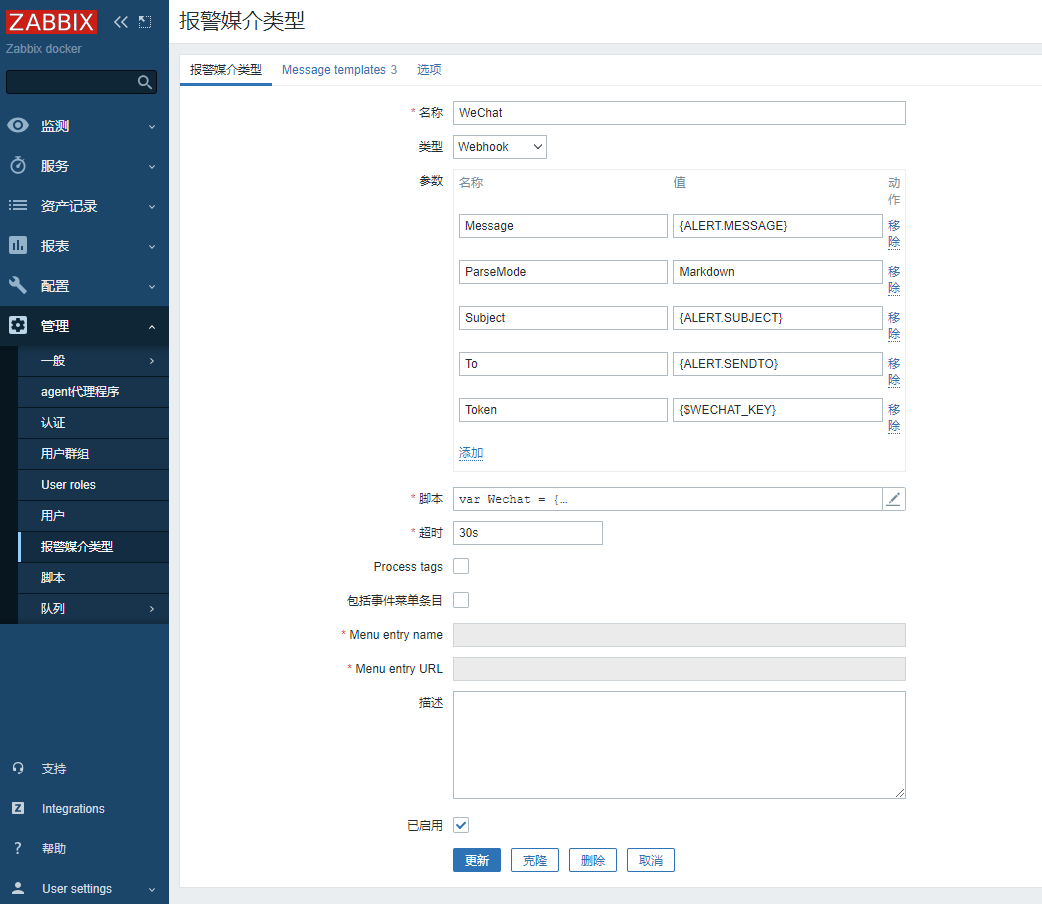 ZABBIX
Zabbix docker
监测
服务
资产记录
报表
配置
管理
一般
agent代理程序
认证
用户群组
User roles
用户
报警媒介类型
脚本
队列
支持
Integrations
帮助
User settings
报警媒介类型
报警媒介类型 Message templates 3 选项
* 名称 WeChat
类型 Webhook
参数 名称 值 动作
Message {ALERT.MESSAGE} 移除
ParseMode Markdown 移除
Subject {ALERT.SUBJECT} 移除
To {ALERT.SENDTO} 移除
Token {$WECHAT_KEY} 移除
添加
* 脚本 var Wechat = {…
* 超时 30s
Process tags
包括事件菜单条目
* Menu entry name
* Menu entry URL
描述
已启用
更新 克隆 删除 取消